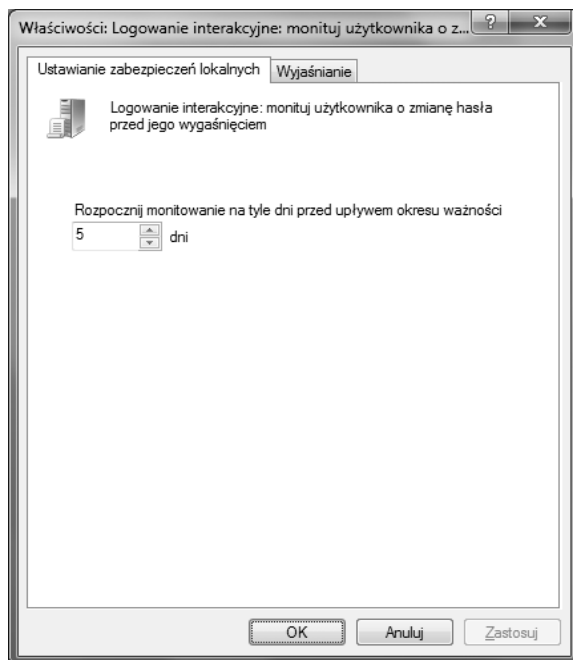 Właściwości: Logowanie interakcyjne: monituj użytkownika o z...
Ustawianie zabezpieczeń lokalnych
Wyjaśnianie
Logowanie interakcyjne: monituj użytkownika o zmianę hasła
przed jego wygaśnięciem
Rozpocznij monitowanie na tyle dni przed upływem okresu ważności
5 dni
OK Anuluj Zastosuj